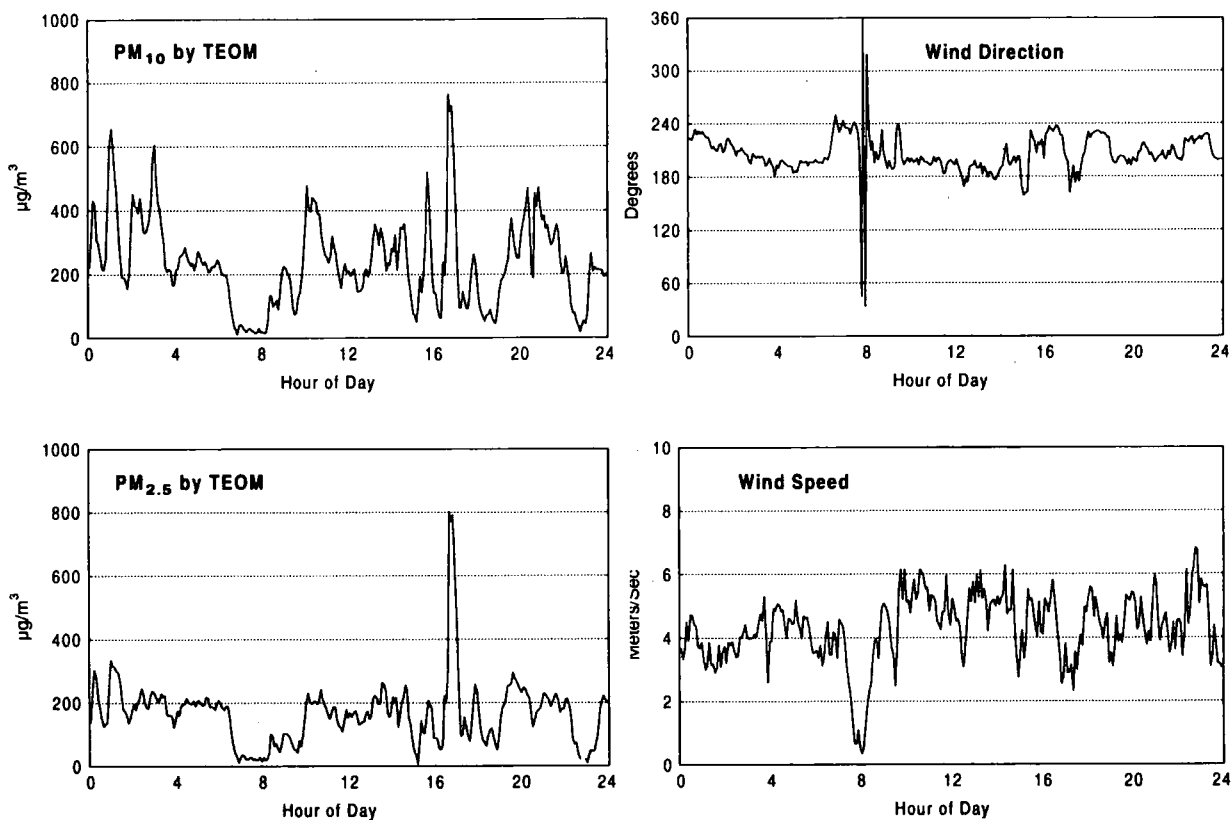 PM10 by TEOM
µg/m³
1000
800
600
400
200
0
0 4 8 12 16 20 24
Hour of Day
Wind Direction
Degrees
360
300
240
180
120
60
0
0 4 8 12 16 20 24
Hour of Day
PM2.5 by TEOM
µg/m³
1000
800
600
400
200
0
0 4 8 12 16 20 24
Hour of Day
Wind Speed
Meters/Sec
10
8
6
4
2
0
0 4 8 12 16 20 24
Hour of Day